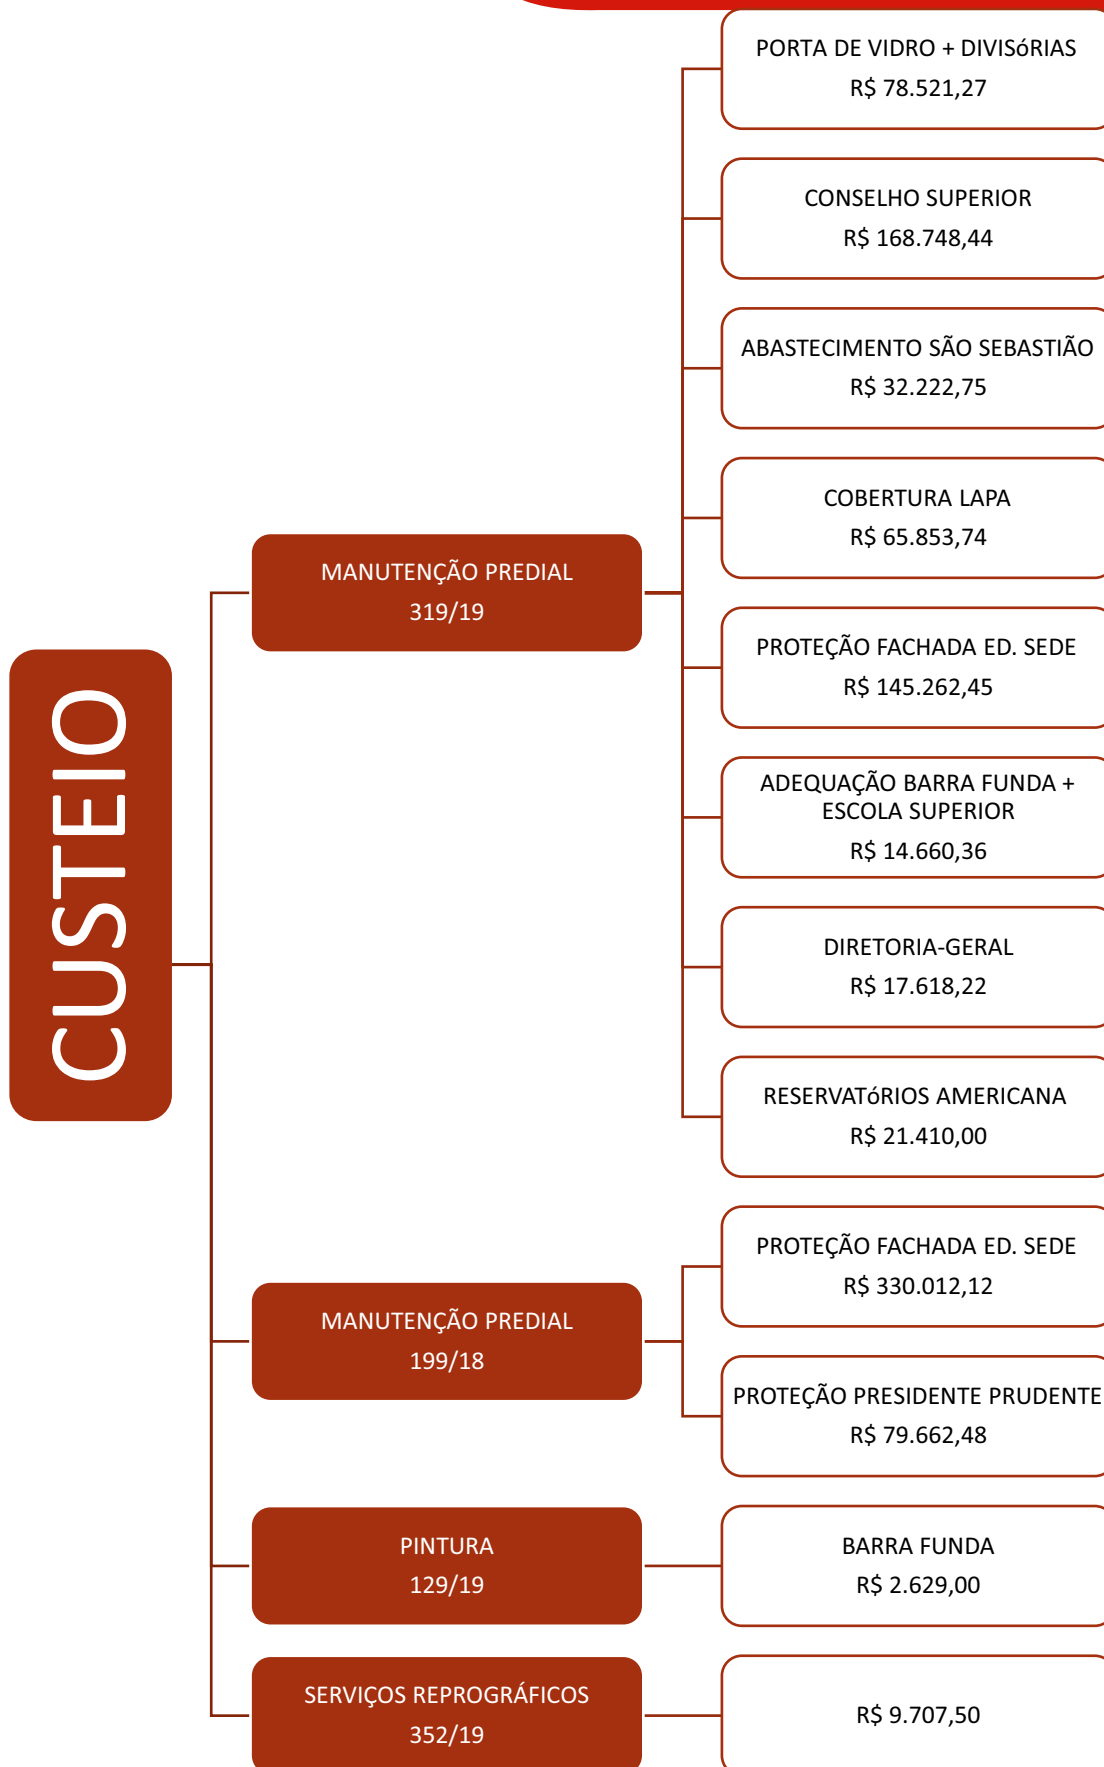 CUSTEIO
MANUTENÇÃO PREDIAL
319/19
PORTA DE VIDRO + DIVISóRIAS
R$ 78.521,27
CONSELHO SUPERIOR
R$ 168.748,44
ABASTECIMENTO SÃO SEBASTIÃO
R$ 32.222,75
COBERTURA LAPA
R$ 65.853,74
PROTEÇÃO FACHADA ED. SEDE
R$ 145.262,45
ADEQUAÇÃO BARRA FUNDA +
ESCOLA SUPERIOR
R$ 14.660,36
DIRETORIA-GERAL
R$ 17.618,22
RESERVATóRIOS AMERICANA
R$ 21.410,00
MANUTENÇÃO PREDIAL
199/18
PROTEÇÃO FACHADA ED. SEDE
R$ 330.012,12
PROTEÇÃO PRESIDENTE PRUDENTE
R$ 79.662,48
PINTURA
129/19
BARRA FUNDA
R$ 2.629,00
SERVIÇOS REPROGRÁFICOS
352/19
R$ 9.707,50